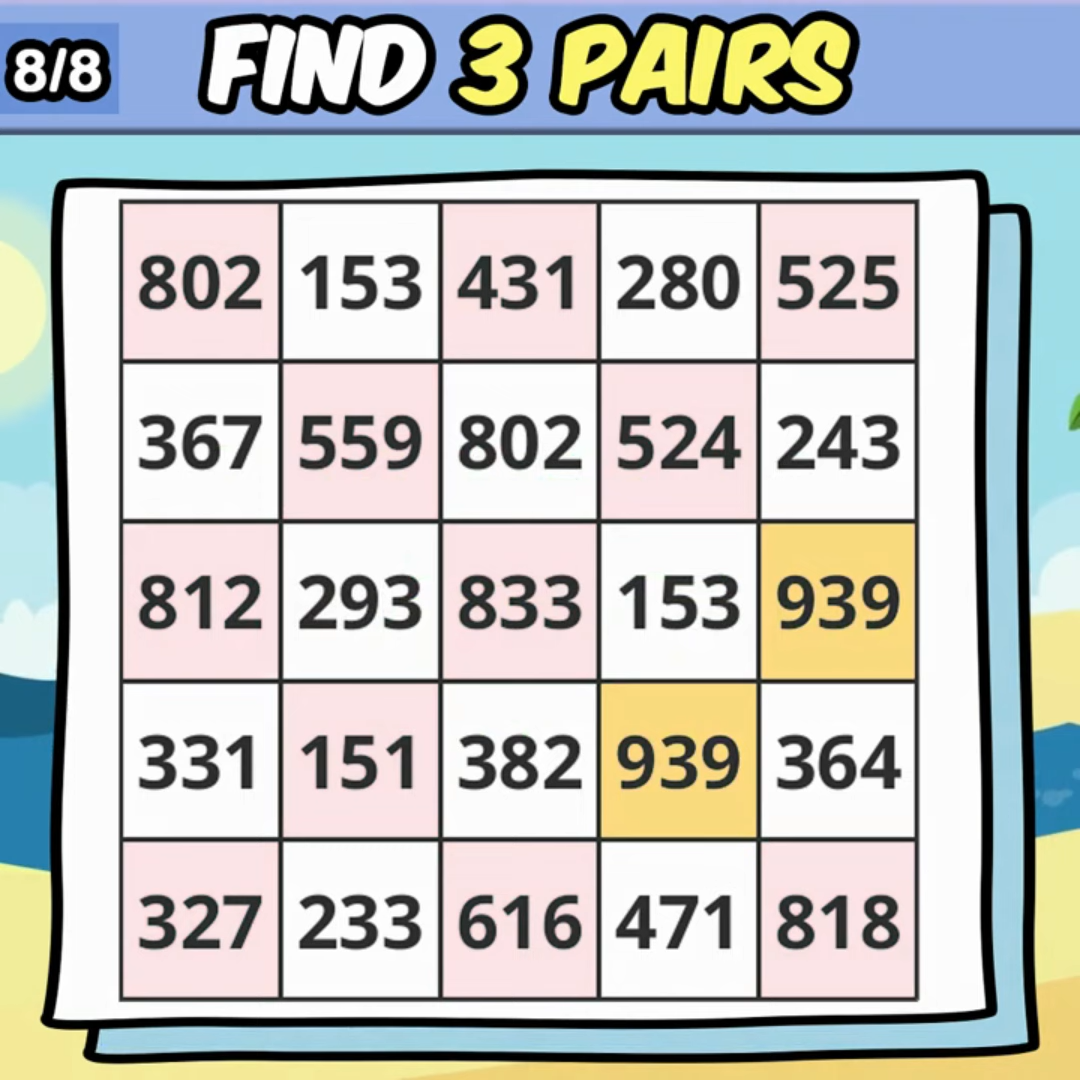 8/8 FIND 3 PAIRS
802 153 431 280 525
367 559 802 524 243
812 293 833 153 939
331 151 382 939 364
327 233 616 471 818